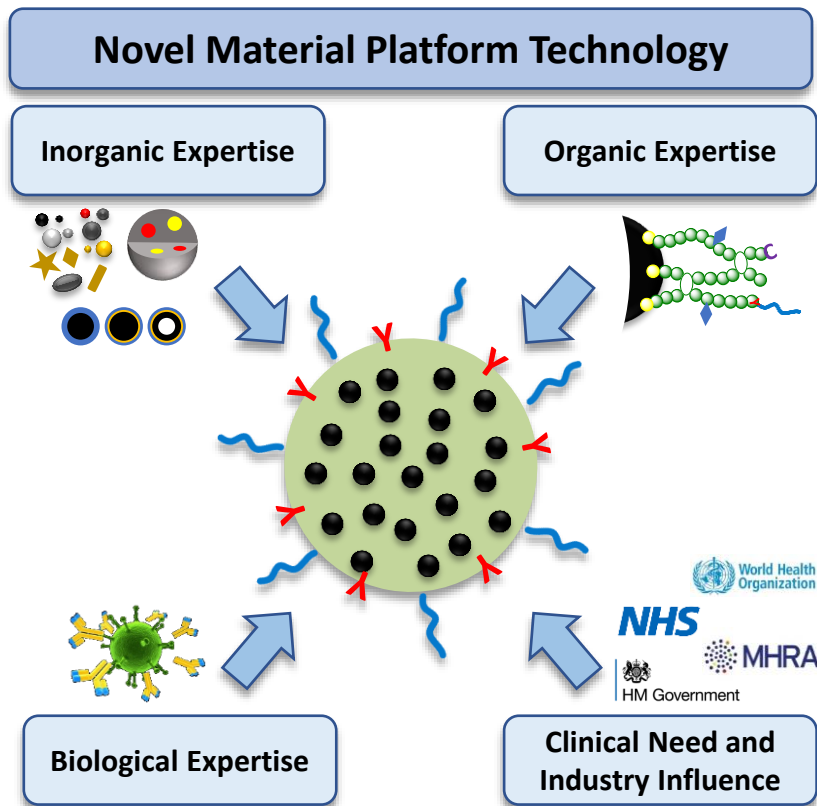 Novel Material Platform Technology
Inorganic Expertise
Organic Expertise
World Health
Organization
NHS
MHRA
HM Government
Biological Expertise
Clinical Need and
Industry Influence